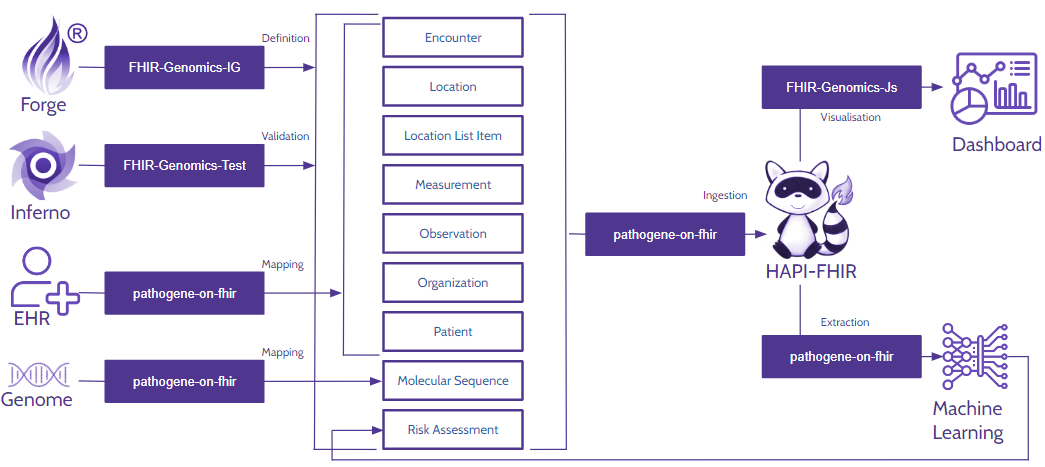 ®
Forge
FHIR-Genomics-IG
Definition
Inferno
FHIR-Genomics-Test
Validation
EHR
pathogene-on-fhir
Mapping
Genome
pathogene-on-fhir
Mapping
Encounter
Location
Location List Item
Measurement
Observation
Organization
Patient
Molecular Sequence
Risk Assessment
pathogene-on-fhir
Ingestion
HAPI-FHIR
FHIR-Genomics-Js
Visualisation
Dashboard
Extraction
pathogene-on-fhir
Machine
Learning